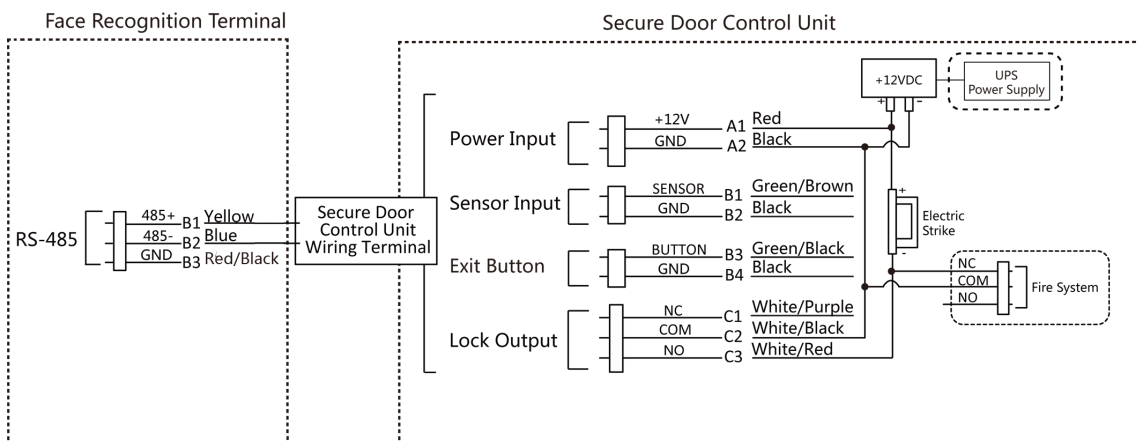 Face Recognition Terminal
Secure Door Control Unit
RS-485
485+ B1 Yellow
485- B2 Blue
GND B3 Red/Black
Secure Door
Control Unit
Wiring Terminal
Power Input
+12V A1 Red
GND A2 Black
Sensor Input
SENSOR B1 Green/Brown
GND B2 Black
Exit Button
BUTTON B3 Green/Black
GND B4 Black
Lock Output
NC C1 White/Purple
COM C2 White/Black
NO C3 White/Red
+12VDC
+ -
UPS
Power Supply
+
Electric
Strike
-
NC
COM
NO
Fire System